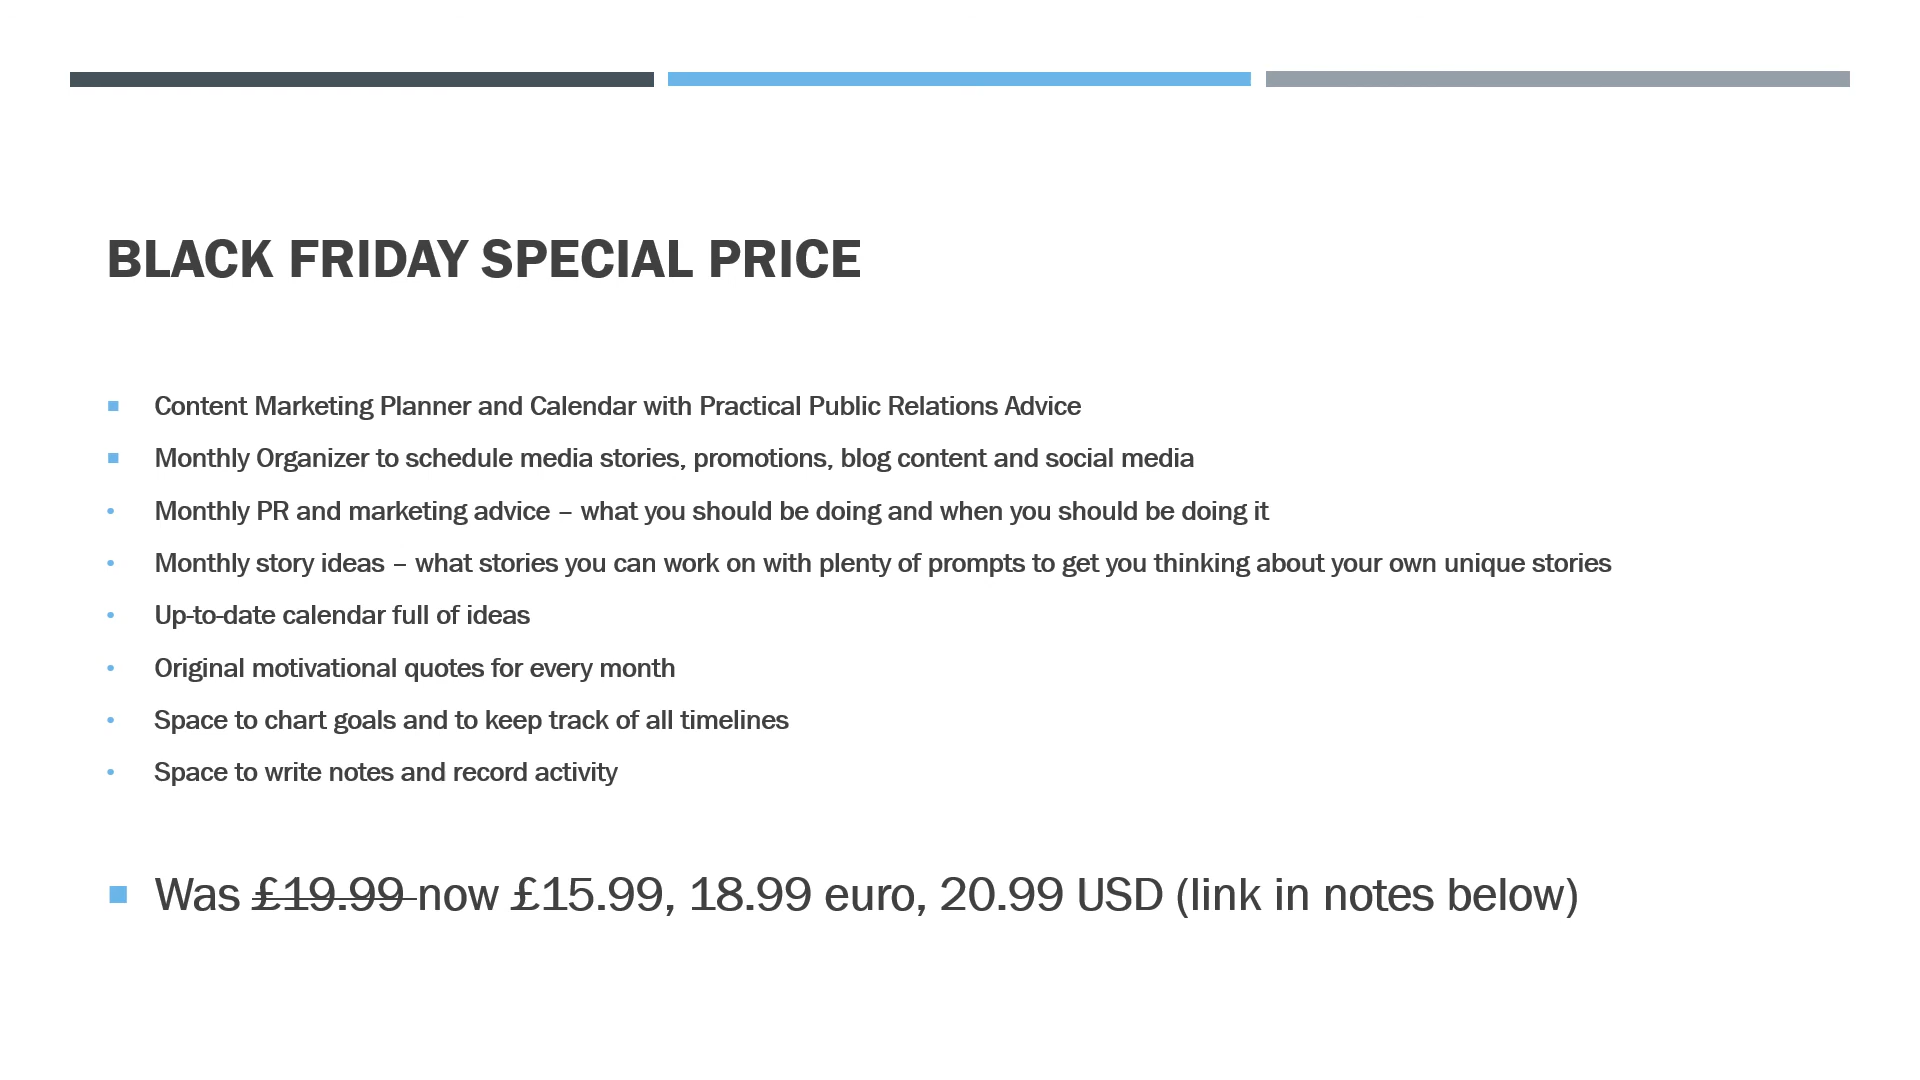 BLACK FRIDAY SPECIAL PRICE
Content Marketing Planner and Calendar with Practical Public Relations Advice
Monthly Organizer to schedule media stories, promotions, blog content and social media
Monthly PR and marketing advice – what you should be doing and when you should be doing it
Monthly story ideas – what stories you can work on with plenty of prompts to get you thinking about your own unique stories
Up-to-date calendar full of ideas
Original motivational quotes for every month
Space to chart goals and to keep track of all timelines
Space to write notes and record activity
Was £19.99 now £15.99, 18.99 euro, 20.99 USD (link in notes below)